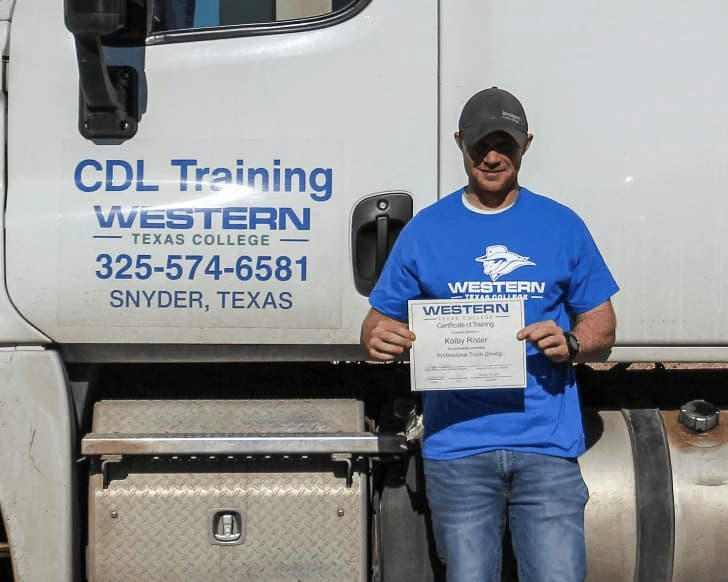 CDL Training
WESTERN
TEXAS COLLEGE
325-574-6581
SNYDER, TEXAS
WESTERN
TEXAS COLLEGE
WESTERN
TEXAS COLLEGE
Certificate of Training
Kolby Rister
Professional Truck Driving